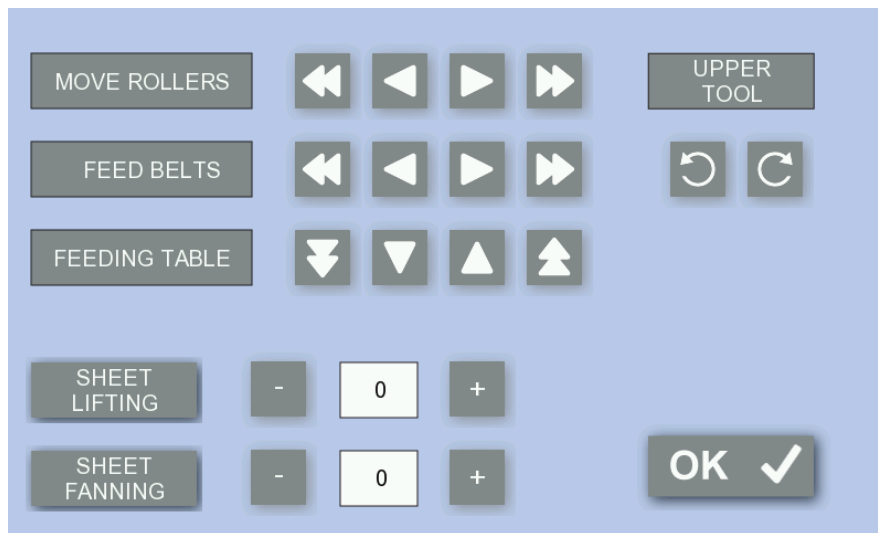 MOVE ROLLERS
UPPER
TOOL
FEED BELTS
FEEDING TABLE
SHEET
LIFTING
- 0 +
SHEET
FANNING
- 0 +
OK